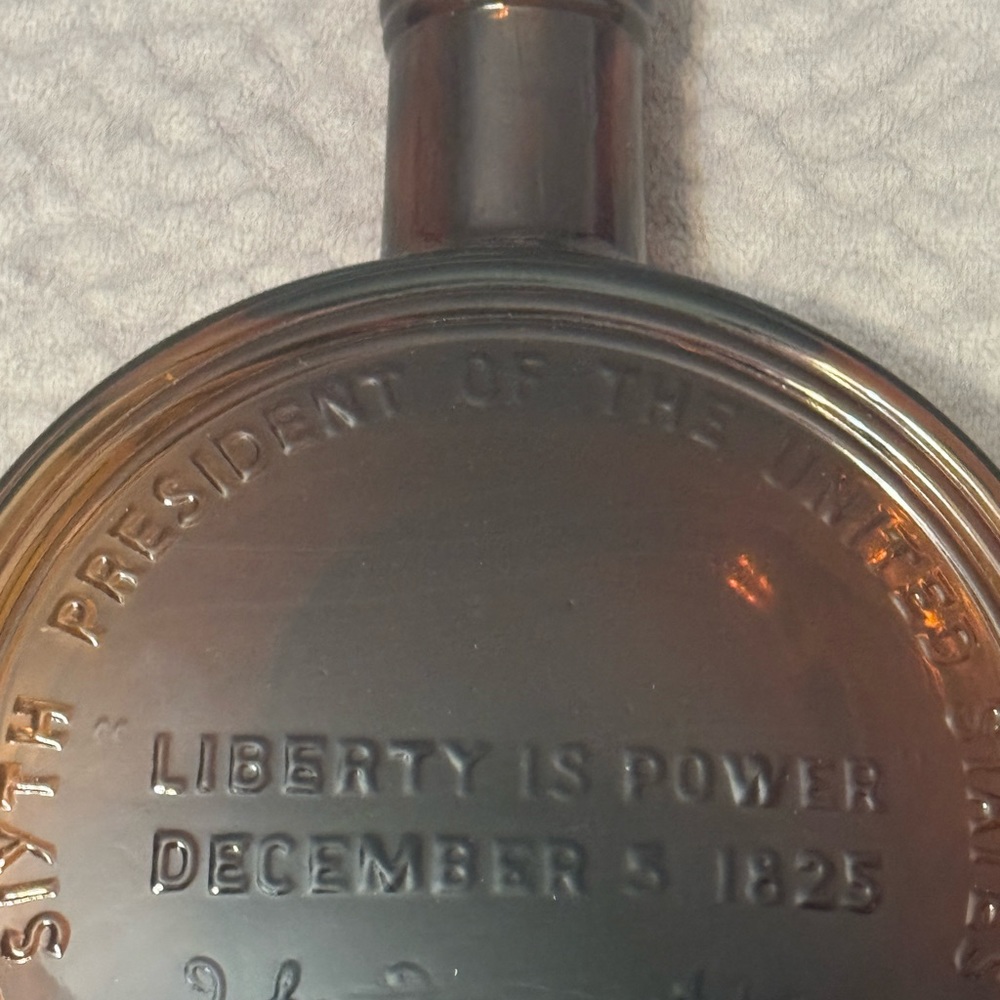 SIXTH PRESIDENT OF THE UNITED STATES
"LIBERTY IS POWER
DECEMBER 5 1825